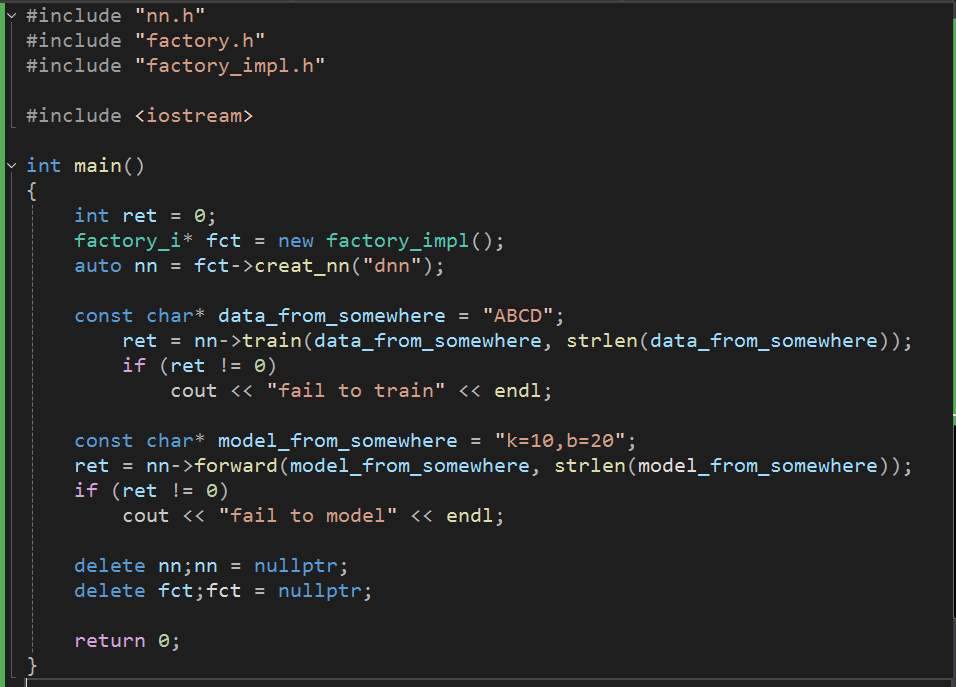 #include "nn.h"
#include "factory.h"
#include "factory_impl.h"
#include <iostream>
int main()
{
int ret = 0;
factory_i* fct = new factory_impl();
auto nn = fct->creat_nn("dnn");
const char* data_from_somewhere = "ABCD";
ret = nn->train(data_from_somewhere, strlen(data_from_somewhere));
if (ret != 0)
cout << "fail to train" << endl;
const char* model_from_somewhere = "k=10,b=20";
ret = nn->forward(model_from_somewhere, strlen(model_from_somewhere));
if (ret != 0)
cout << "fail to model" << endl;
delete nn;nn = nullptr;
delete fct;fct = nullptr;
return 0;
}